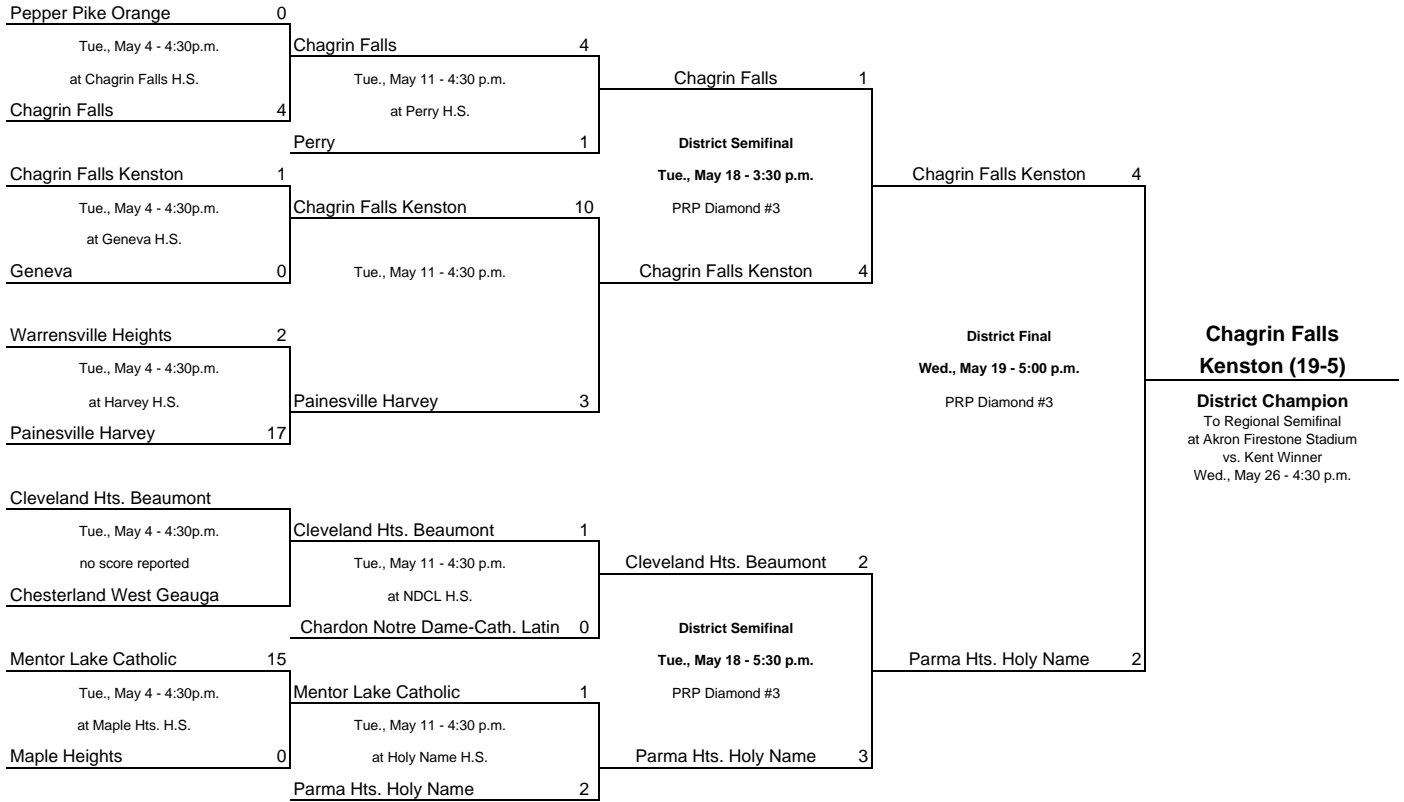 Pepper Pike Orange 0
Tue., May 4 - 4:30p.m.
at Chagrin Falls H.S.
Chagrin Falls 4
Chagrin Falls Kenston 1
Tue., May 4 - 4:30p.m.
at Geneva H.S.
Geneva 0
Warrensville Heights 2
Tue., May 4 - 4:30p.m.
at Harvey H.S.
Painesville Harvey 17
Cleveland Hts. Beaumont
Tue., May 4 - 4:30p.m.
no score reported
Chesterland West Geauga
Mentor Lake Catholic 15
Tue., May 4 - 4:30p.m.
at Maple Hts. H.S.
Maple Heights 0
Chagrin Falls 4
Tue., May 11 - 4:30 p.m.
at Perry H.S.
Perry 1
Chagrin Falls Kenston 10
Tue., May 11 - 4:30 p.m.
Painesville Harvey 3
Cleveland Hts. Beaumont 1
Tue., May 11 - 4:30 p.m.
at NDCL H.S.
Chardon Notre Dame-Cath. Latin 0
Mentor Lake Catholic 1
Tue., May 11 - 4:30 p.m.
at Holy Name H.S.
Parma Hts. Holy Name 2
Chagrin Falls 1
District Semifinal
Tue., May 18 - 3:30 p.m.
PRP Diamond #3
Chagrin Falls Kenston 4
Cleveland Hts. Beaumont 2
District Semifinal
Tue., May 18 - 5:30 p.m.
PRP Diamond #3
Parma Hts. Holy Name 3
Chagrin Falls Kenston 4
District Final
Wed., May 19 - 5:00 p.m.
PRP Diamond #3
Parma Hts. Holy Name 2
Chagrin Falls
Kenston (19-5)
District Champion
To Regional Semifinal
at Akron Firestone Stadium
vs. Kent Winner
Wed., May 26 - 4:30 p.m.